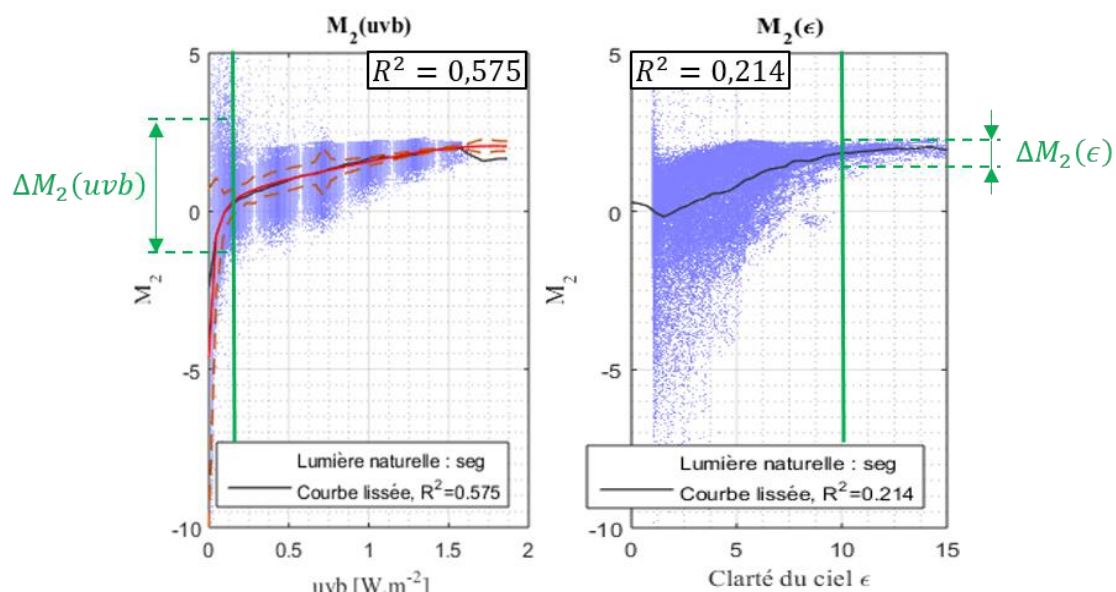 M₂(uvb)
R² = 0,575
5
0
-5
-10
M₂
ΔM₂(uvb)
Lumière naturelle : seg
Courbe lissée, R²=0.575
0
0.5
1
1.5
2
uvb [W.m⁻²]
M₂(ϵ)
R² = 0,214
5
0
-5
-10
M₂
ΔM₂(ϵ)
Lumière naturelle : seg
Courbe lissée, R²=0.214
0
5
10
15
Clarté du ciel ϵ